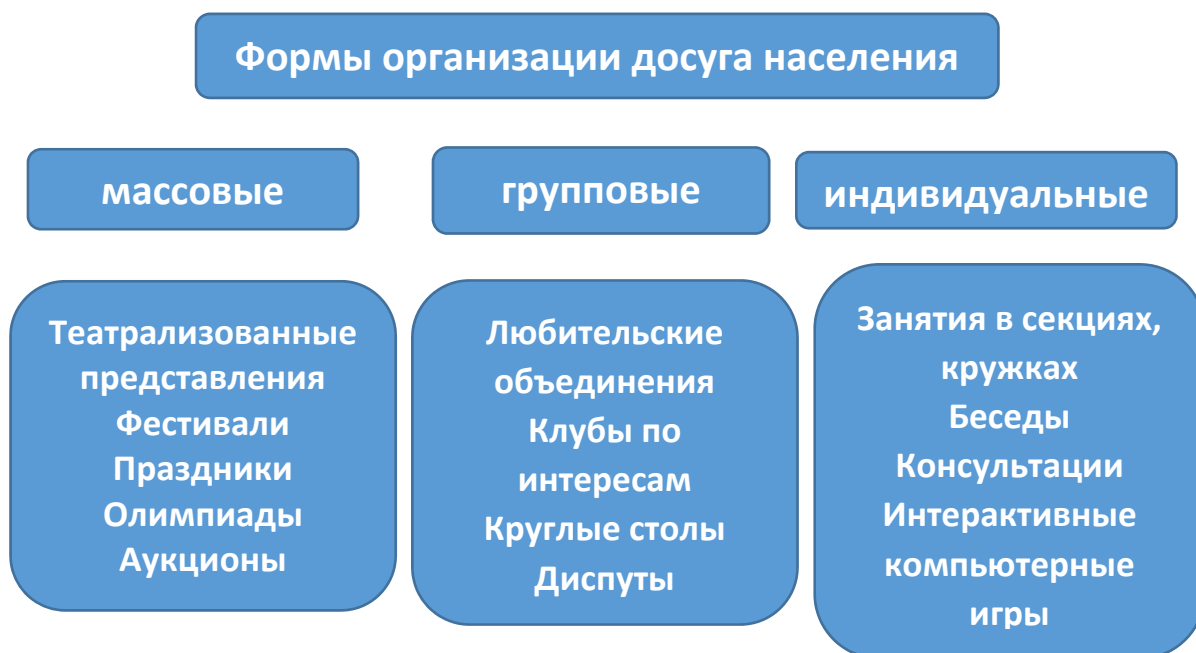 Формы организации досуга населения
массовые
групповые
индивидуальные
Театрализованные
представления
Фестивали
Праздники
Олимпиады
Аукционы
Любительские
объединения
Клубы по
интересам
Круглые столы
Диспуты
Занятия в секциях,
кружках
Беседы
Консультации
Интерактивные
компьютерные
игры